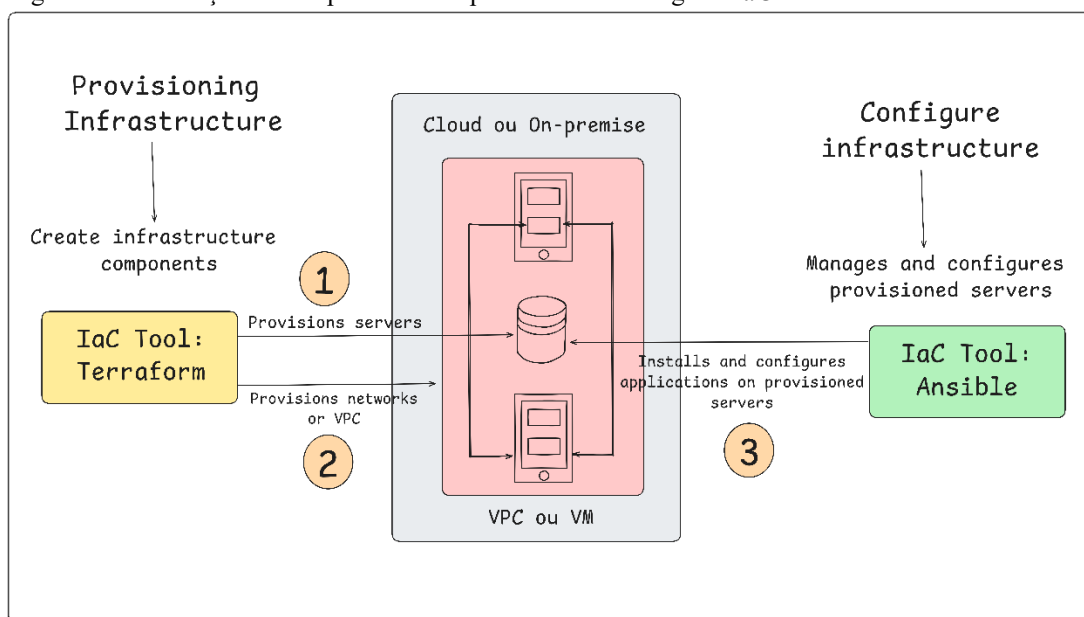 Provisioning
Infrastructure
Create infrastructure
components
1
Provisions servers
IaC Tool:
Terraform
Provisions networks
or VPC
2
Cloud ou On-premise
VPC ou VM
Configure
infrastructure
Manages and configures
provisioned servers
IaC Tool:
Ansible
Installs and configures
applications on provisioned
servers
3